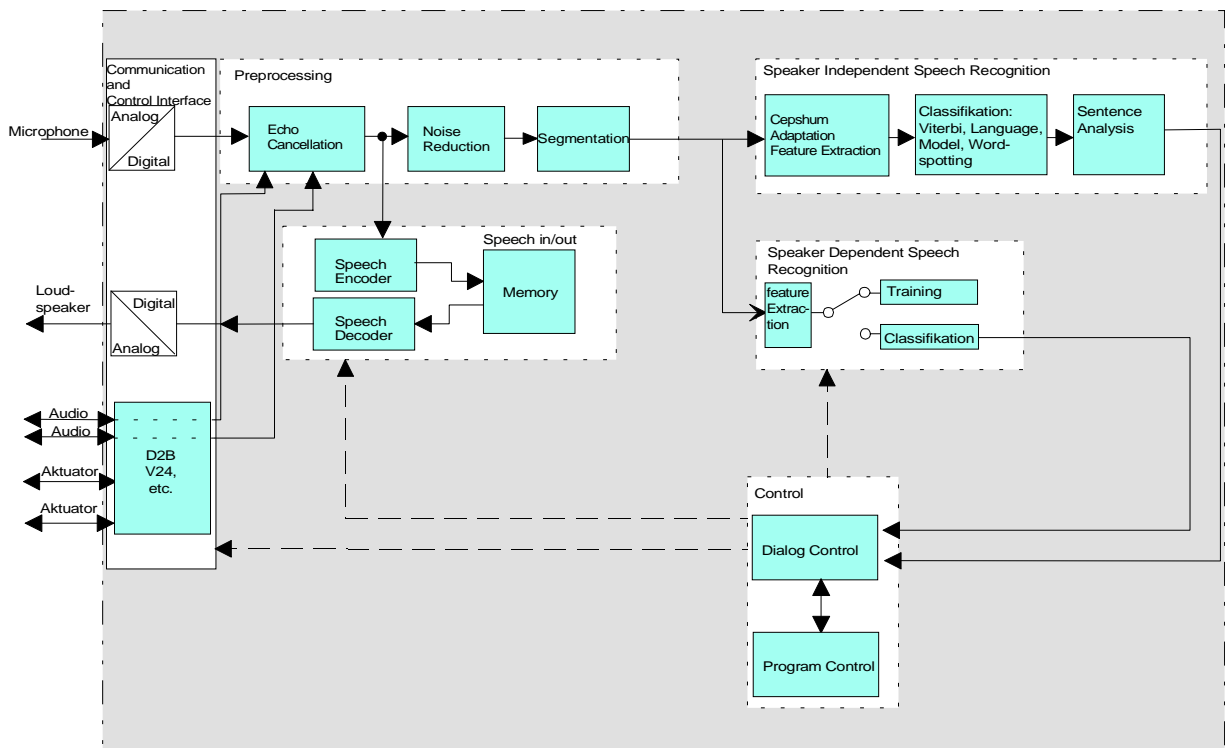 Communication
and
Control Interface
Preprocessing
Speaker Independent Speech Recognition
Microphone
Analog
Digital
Echo
Cancellation
Noise
Reduction
Segmentation
Cepshum
Adaptation
Feature Extraction
Classifikation:
Viterbi, Language,
Model, Word-
spotting
Sentence
Analysis
Speech in/out
Speech
Encoder
Memory
Speech
Decoder
Speaker Dependent Speech
Recognition
feature
Extrac-
tion
Training
Classifikation
Loud-
speaker
Digital
Analog
Audio
Audio
Aktuator
Aktuator
D2B
V24,
etc.
Control
Dialog Control
Program Control